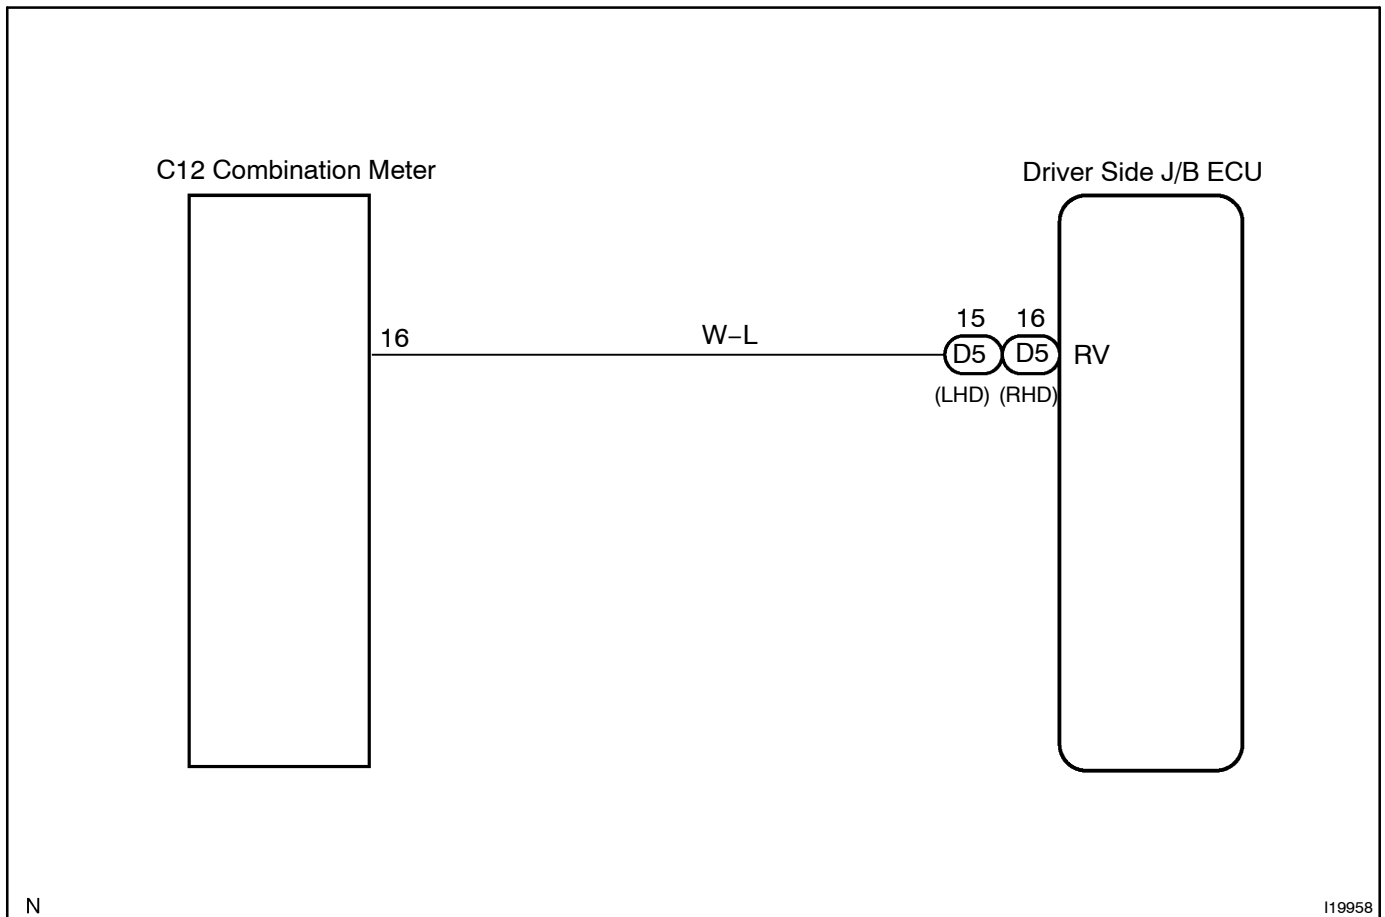 C12 Combination Meter
Driver Side J/B ECU
16
W−L
15 16
D5 D5
RV
(LHD) (RHD)
N
I19958